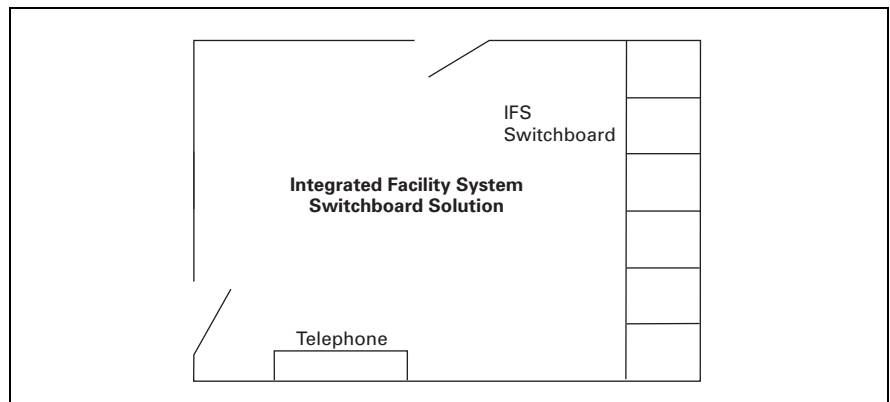 IFS
Switchboard
Integrated Facility System
Switchboard Solution
Telephone